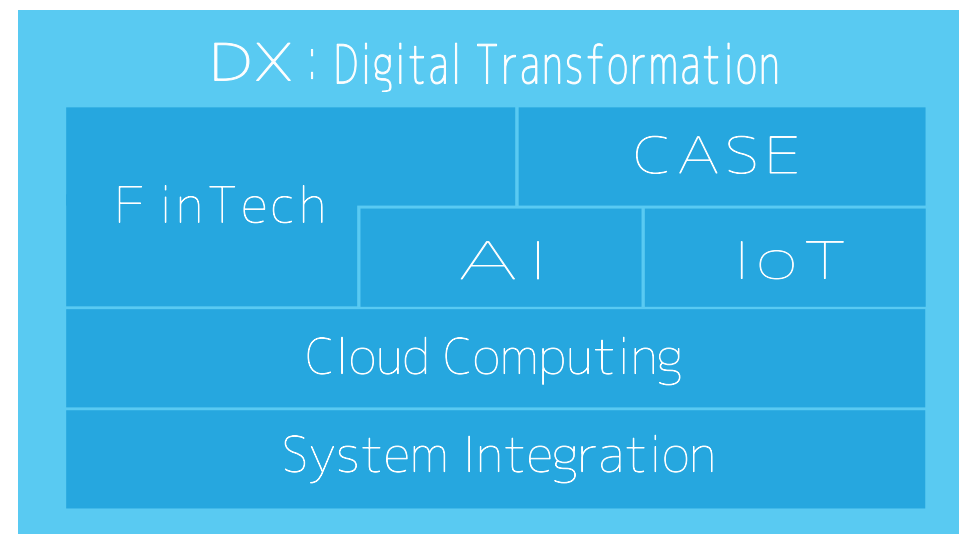 DX：Digital Transformation
CASE
FinTech
AI
IoT
Cloud Computing
System Integration